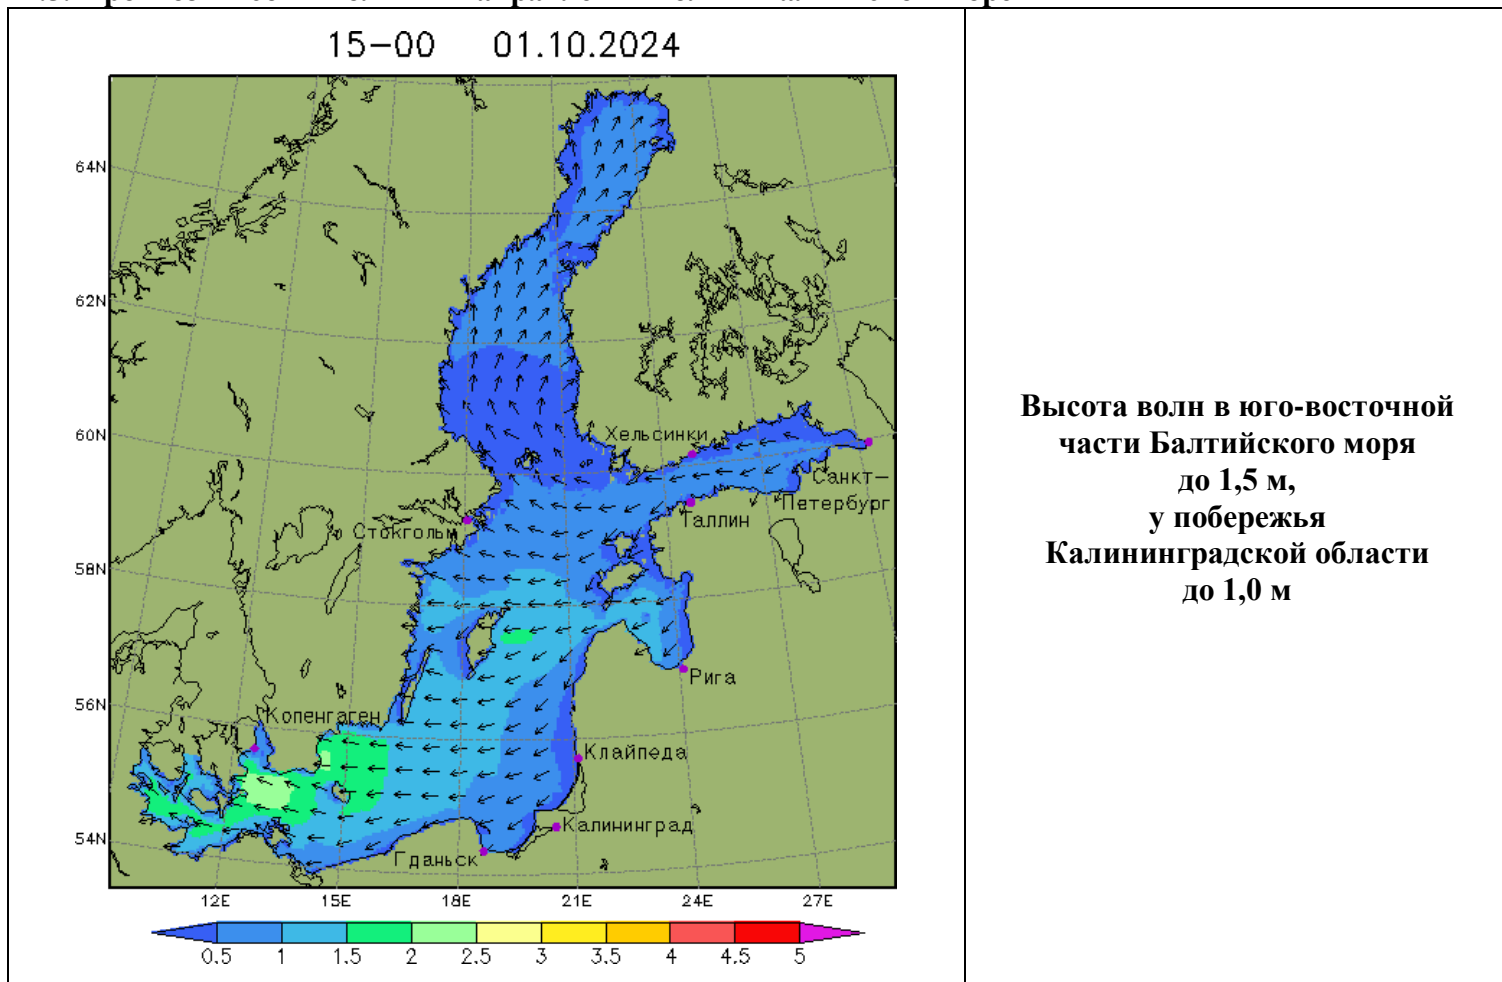 15-00 01.10.2024
64N
62N
60N
58N
56N
54N
Хельсинки
Санкт-
Петербург
Таллин
Стокгольм
Рига
Копенгаген
Клайпеда
Калининград
Гданьск
12E 15E 18E 21E 24E 27E
0.5 1 1.5 2 2.5 3 3.5 4 4.5 5
Высота волн в юго-восточной
части Балтийского моря
до 1,5 м,
у побережья
Калининградской области
до 1,0 м